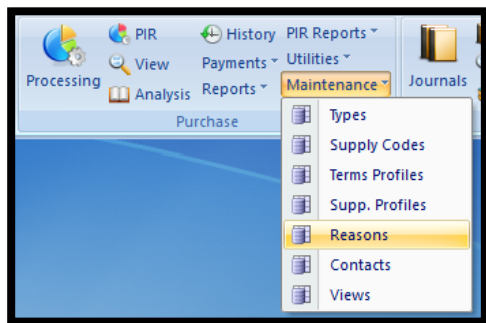 Processing
PIR
View
Analysis
History
Payments
Reports
PIR Reports
Utilities
Maintenance
Purchase
Journals
Types
Supply Codes
Terms Profiles
Supp. Profiles
Reasons
Contacts
Views